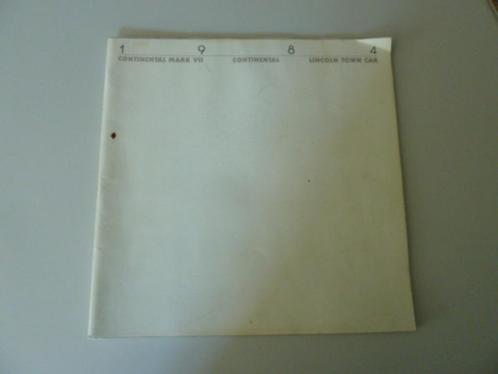 1 9 8 4
CONTINENTAL MARK VII CONTINENTAL LINCOLN TOWN CAR